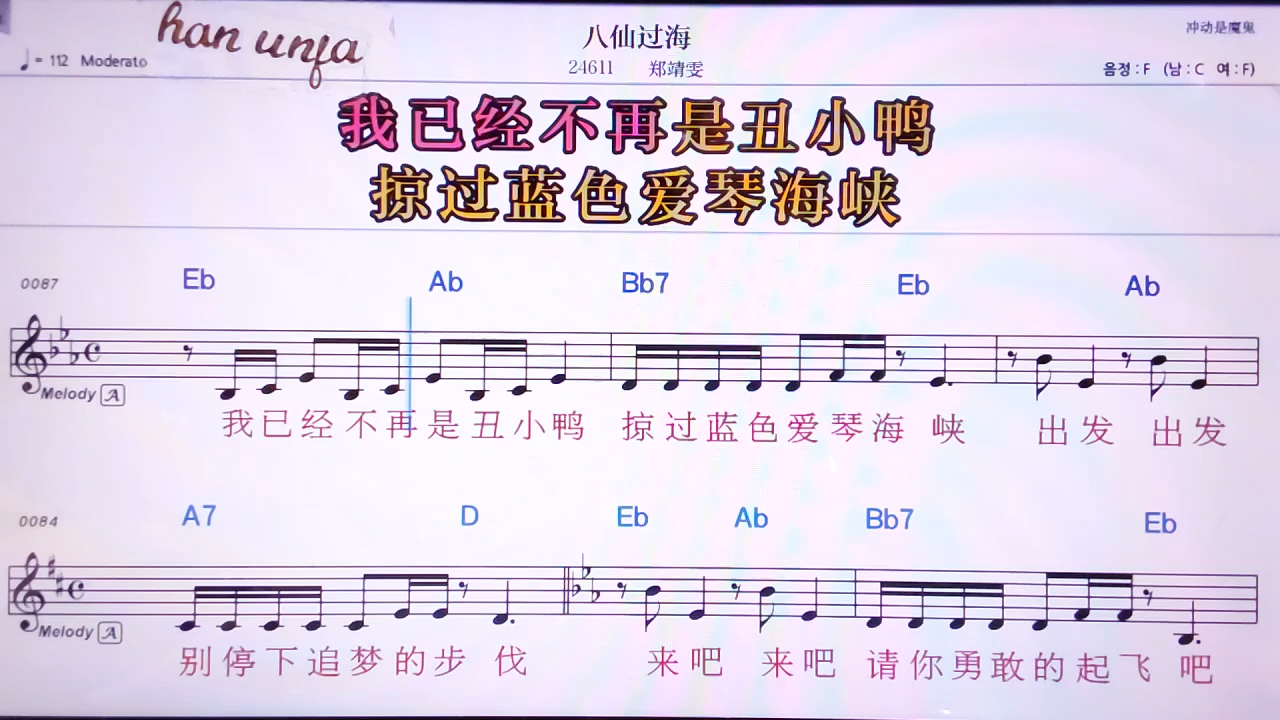 han unfa
八仙过海
冲动是魔鬼
♩= 112 Moderato
24611 郑靖雯
음정 : F (남 : C 여 : F)
我已经不再是丑小鸭
掠过蓝色爱琴海峡
0087 Eb Ab Bb7 Eb Ab
Melody A
我已经不再是丑小鸭 掠过蓝色爱琴海峡 出发 出发
0084 A7 D Eb Ab Bb7 Eb
Melody A
别停下追梦的步伐 来吧 来吧 请你勇敢的起飞吧